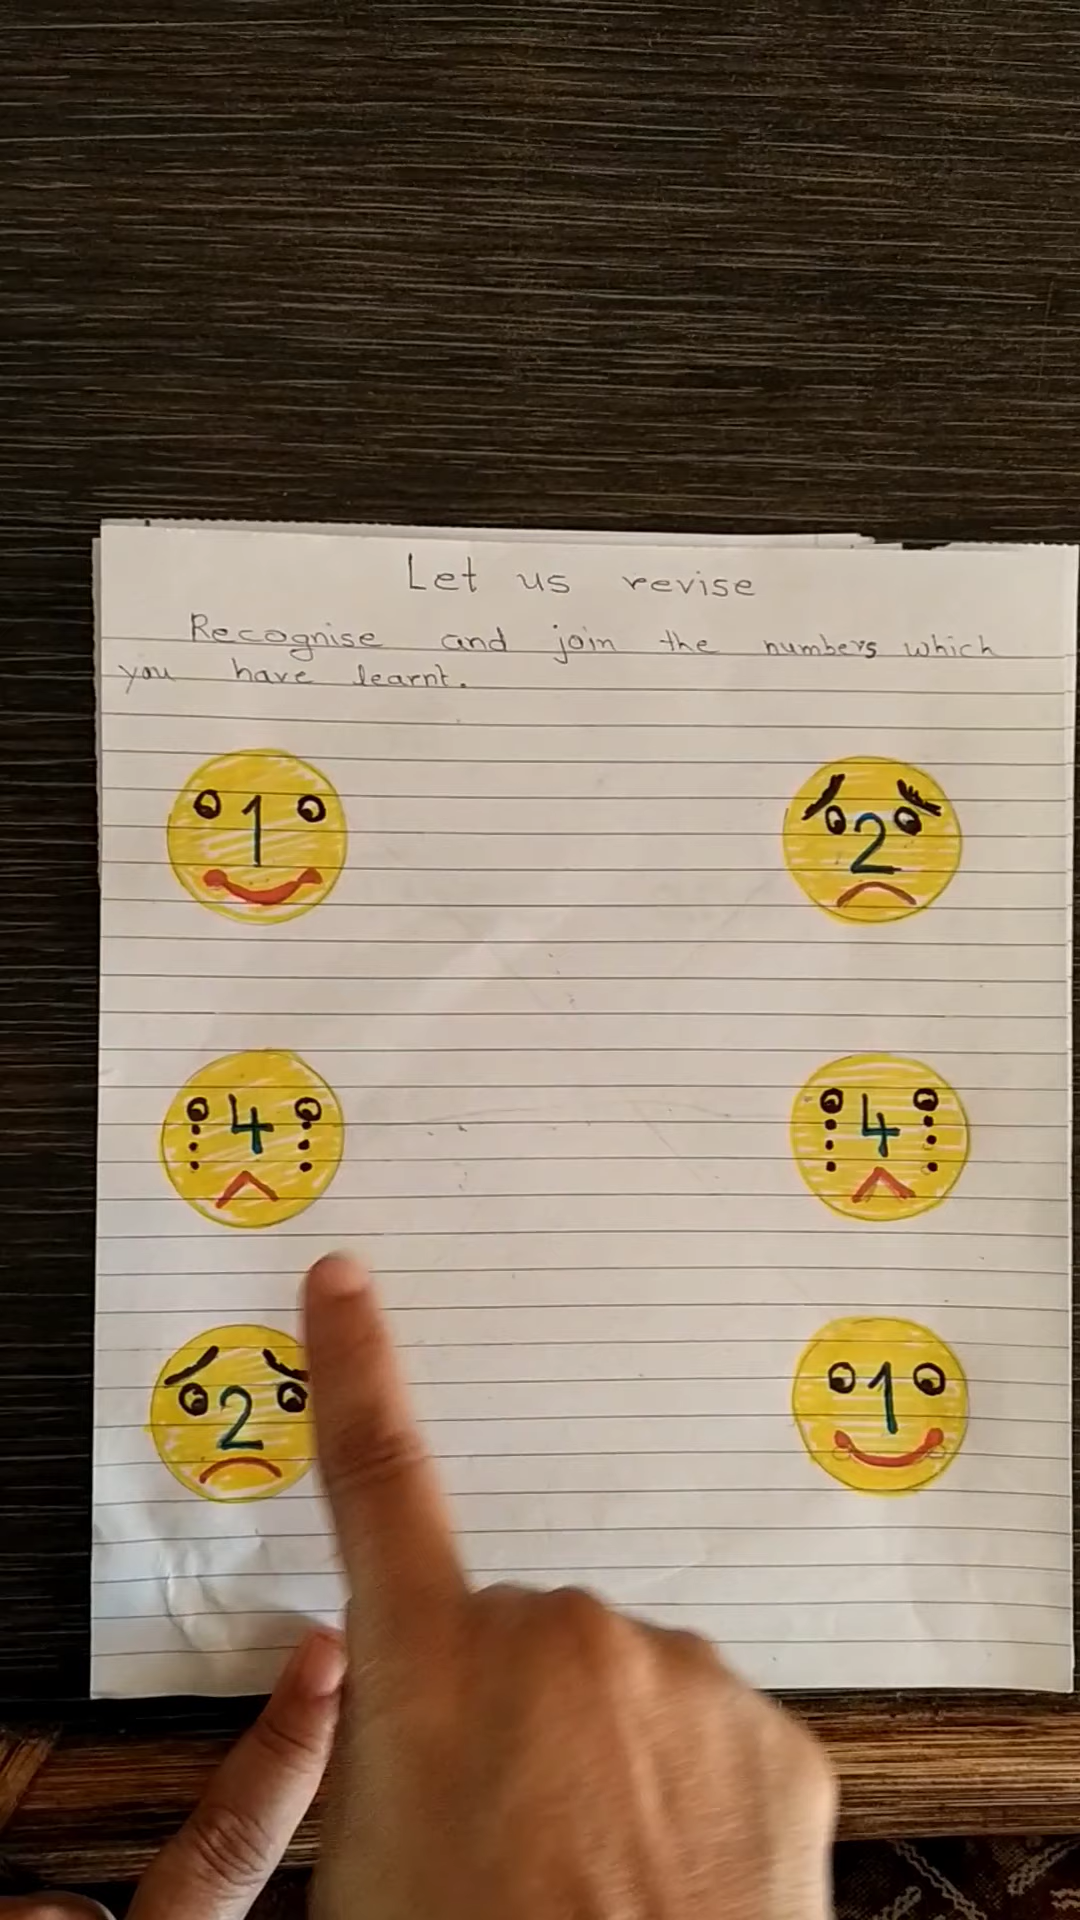 Let us revise
Recognise and join the numbers which
you have learnt.
1 2
4 4
2 1